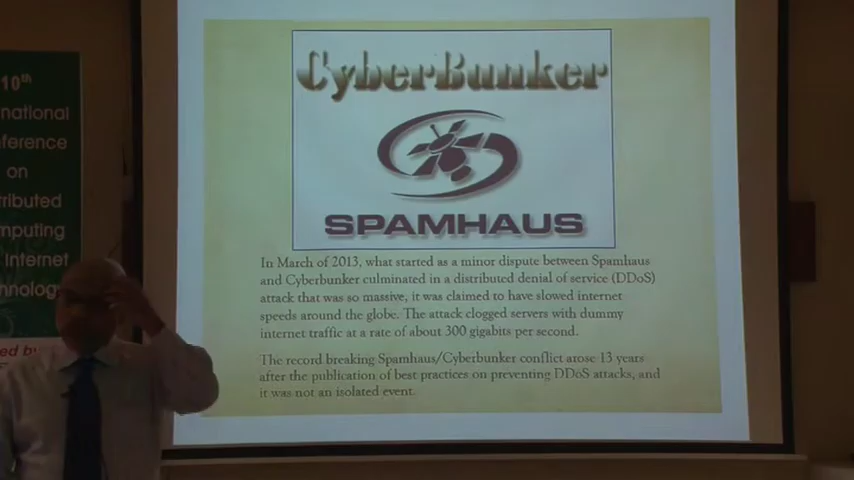 10th
national
ference
on
tributed
mputing
Internet
hnology
ed by
CyberBunker
SPAMHAUS
In March of 2013, what started as a minor dispute between Spamhaus
and Cyberbunker culminated in a distributed denial of service (DDoS)
attack that was so massive, it was claimed to have slowed internet
speeds around the globe. The attack clogged servers with dummy
internet traffic at a rate of about 300 gigabits per second.
The record breaking Spamhaus/Cyberbunker conflict arose 13 years
after the publication of best practices on preventing DDoS attacks, and
it was not an isolated event.